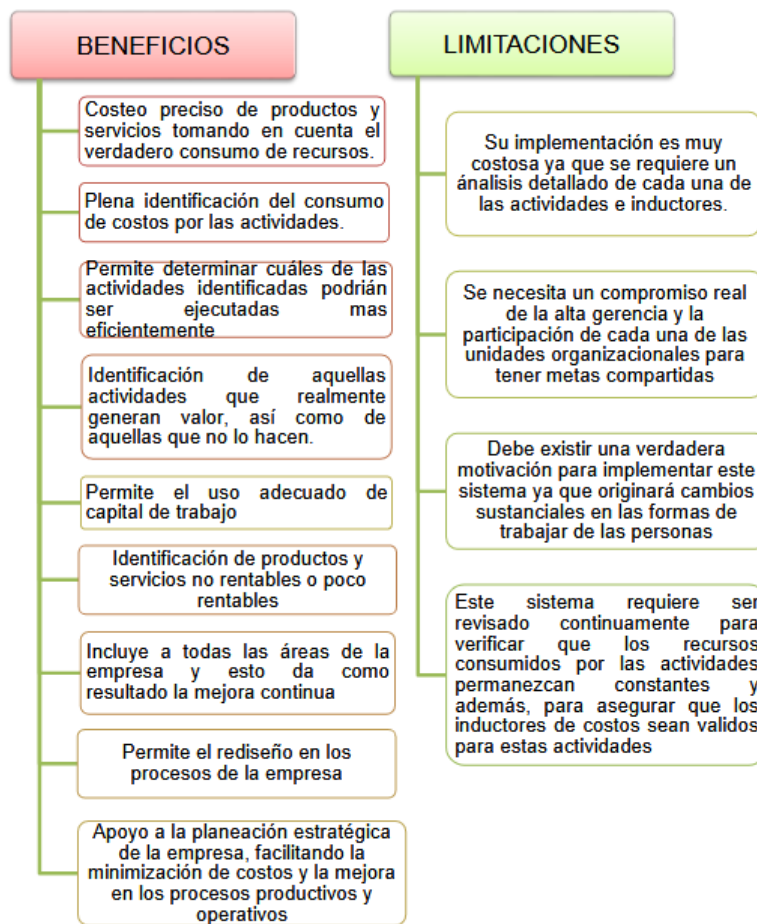 BENEFICIOS
Costeo preciso de productos y
servicios tomando en cuenta el
verdadero consumo de recursos.
Plena identificación del consumo
de costos por las actividades.
Permite determinar cuáles de las
actividades identificadas podrián
ser ejecutadas mas
eficientemente
Identificación de aquellas
actividades que realmente
generan valor, así como de
aquellas que no lo hacen.
Permite el uso adecuado de
capital de trabajo
Identificación de productos y
servicios no rentables o poco
rentables
Incluye a todas las áreas de la
empresa y esto da como
resultado la mejora continua
Permite el rediseño en los
procesos de la empresa
Apoyo a la planeación estratégica
de la empresa, facilitando la
minimización de costos y la mejora
en los procesos productivos y
operativos
LIMITACIONES
Su implementación es muy
costosa ya que se requiere un
ánalisis detallado de cada una de
las actividades e inductores.
Se necesita un compromiso real
de la alta gerencia y la
participación de cada una de las
unidades organizacionales para
tener metas compartidas
Debe existir una verdadera
motivación para implementar este
sistema ya que originará cambios
sustanciales en las formas de
trabajar de las personas
Este sistema requiere ser
revisado continuamente para
verificar que los recursos
consumidos por las actividades
permanezcan constantes y
además, para asegurar que los
inductores de costos sean validos
para estas actividades